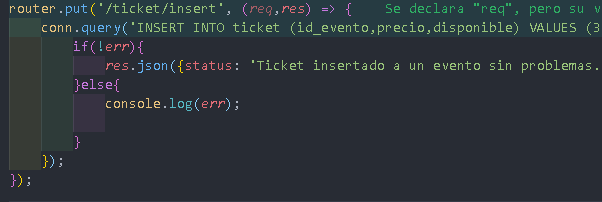 router.put('/ticket/insert', (req,res) => { Se declara "req", pero su v
conn.query("INSERT INTO ticket (id_evento,precio,disponible) VALUES (3
if(!err){
res.json({status: 'Ticket insertado a un evento sin problemas.
}else{
console.log(err);
}
});
});